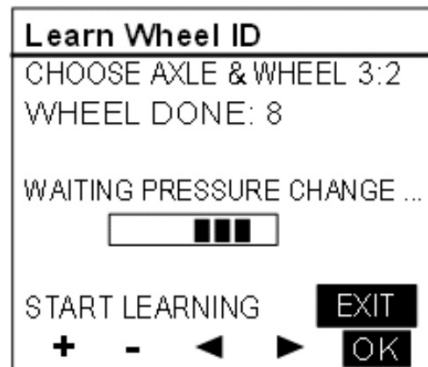 Learn Wheel ID
CHOOSE AXLE & WHEEL 3:2
WHEEL DONE: 8
WAITING PRESSURE CHANGE ...
START LEARNING EXIT
+ - ◀ ▶ OK